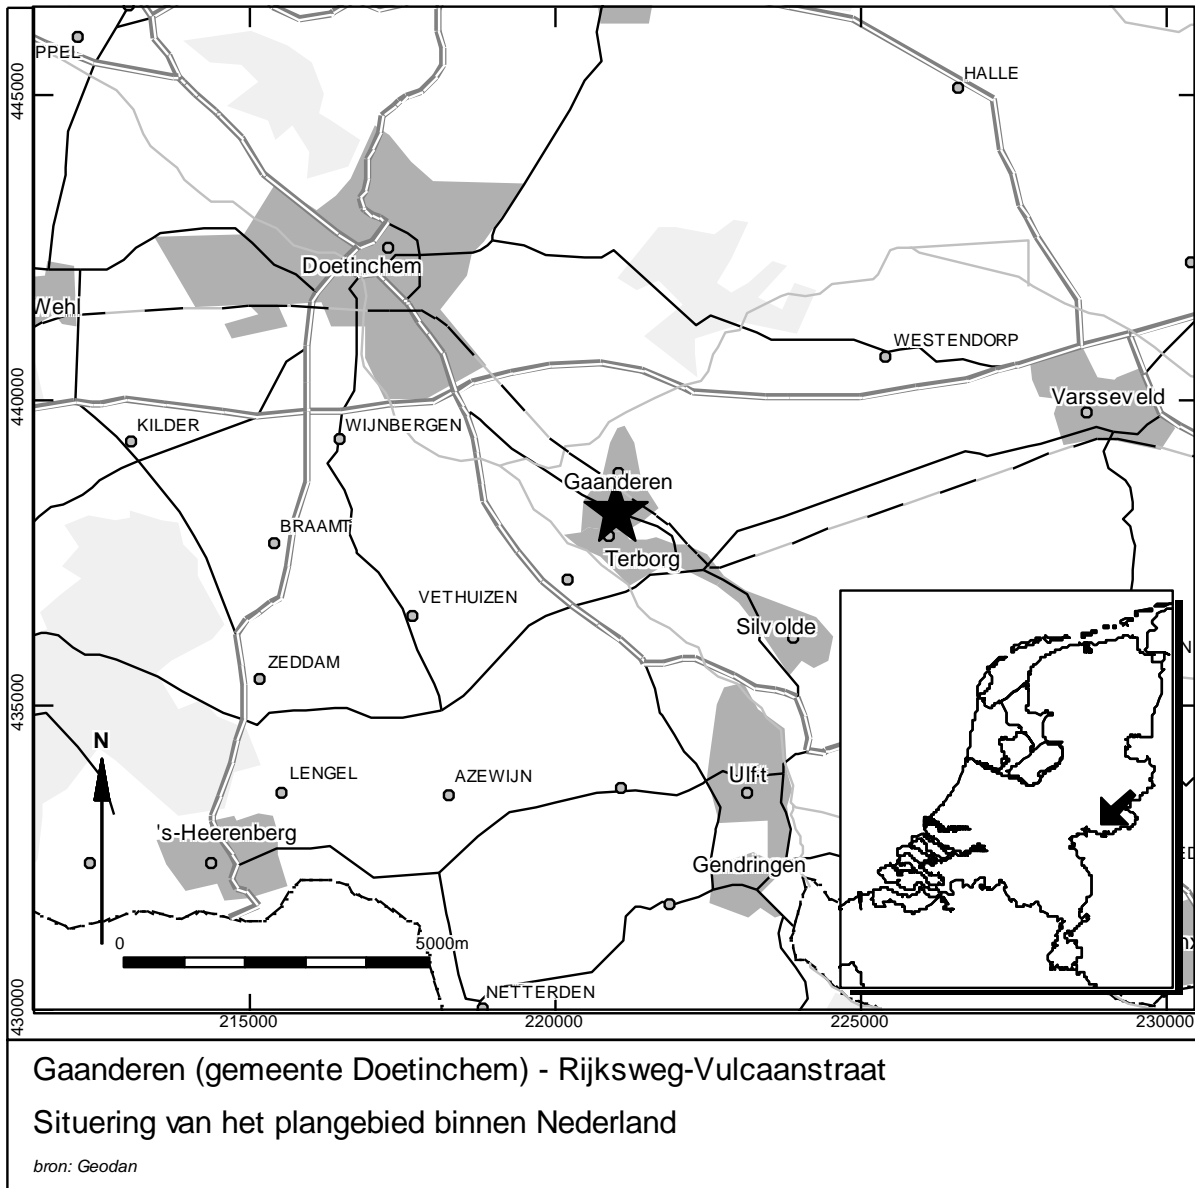 PPEL
HALLE
445000
Doetinchem
Wehl
WESTENDORP
Varsseveld
440000
KILDER
WIJNBERGEN
Gaanderen
BRAAMT
Terborg
VETHUIZEN
Silvolde
ZEDDAM
435000
N
LENGEL
AZEWIJN
Ulft
's-Heerenberg
Gendringen
0 5000m
NETTERDEN
430000
215000 220000 225000 230000
Gaanderen (gemeente Doetinchem) - Rijksweg-Vulcaanstraat
Situering van het plangebied binnen Nederland
bron: Geodan